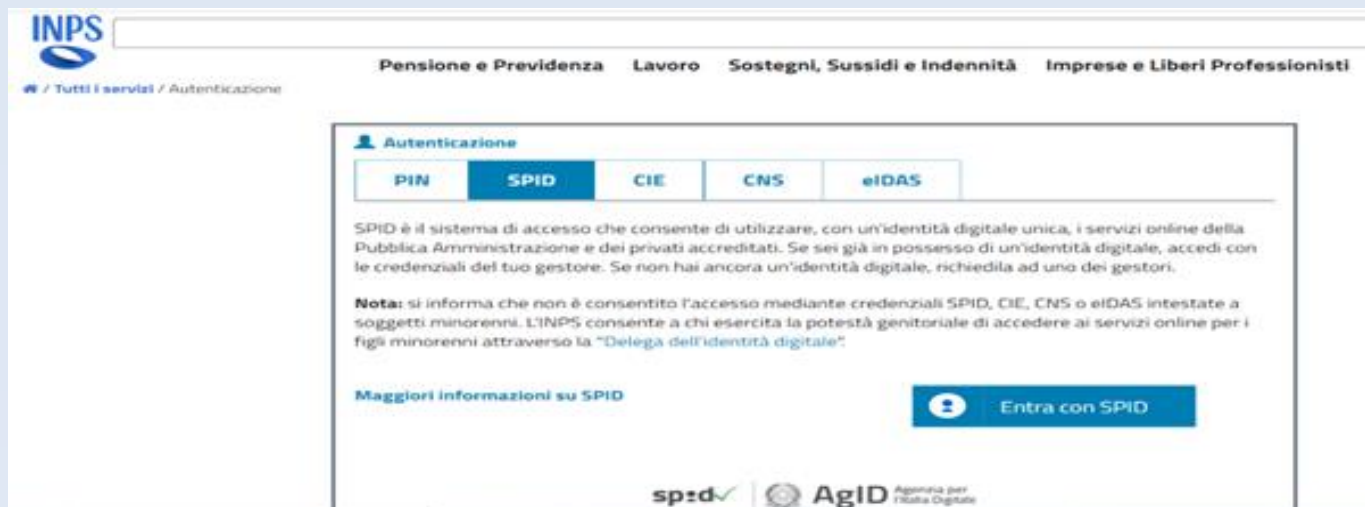 INPS
Pensione e Previdenza Lavoro Sostegni, Sussidi e Indennità Imprese e Liberi Professionisti
/ Tutti i servizi / Autenticazione
Autenticazione
PIN SPID CIE CNS eIDAS
SPID è il sistema di accesso che consente di utilizzare, con un'identità digitale unica, i servizi online della
Pubblica Amministrazione e dei privati accreditati. Se sei già in possesso di un'identità digitale, accedi con
le credenziali del tuo gestore. Se non hai ancora un'identità digitale, richiedila ad uno dei gestori.
Nota: si informa che non è consentito l'accesso mediante credenziali SPID, CIE, CNS o eIDAS intestate a
soggetti minorenni. L'INPS consente a chi esercita la potestà genitoriale di accedere ai servizi online per i
figli minorenni attraverso la "Delega dell'identità digitale".
Maggiori informazioni su SPID
Entra con SPID
spid AgID Agenzia per
l'Italia Digitale